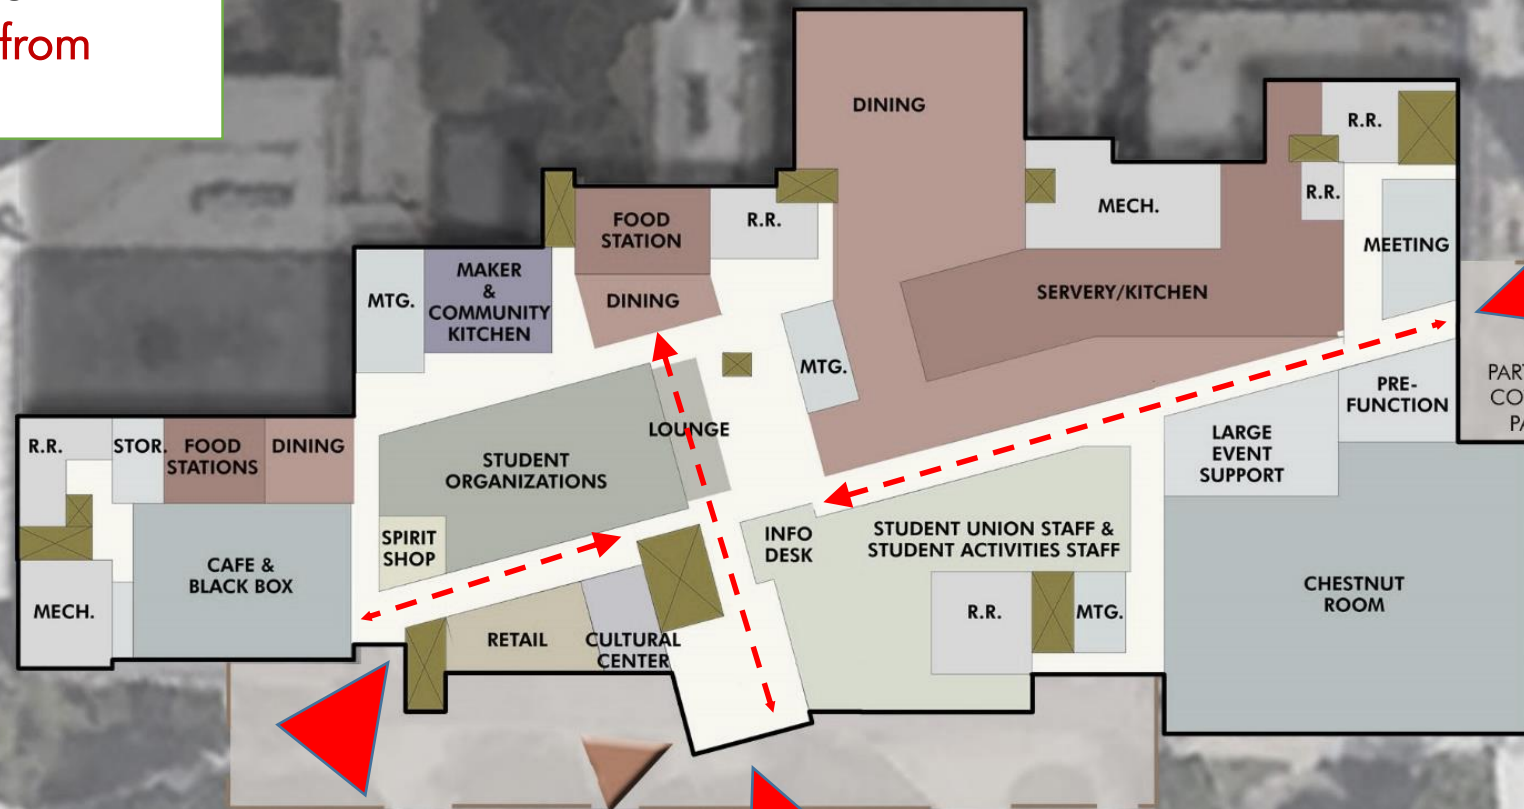 from
DINING
R.R.
MECH.
R.R.
FOOD
STATION
R.R.
MEETING
MAKER
&
COMMUNITY
KITCHEN
MTG.
DINING
SERVERY/KITCHEN
MTG.
PRE-
FUNCTION
LOUNGE
LARGE
EVENT
SUPPORT
R.R.
STOR.
FOOD
STATIONS
DINING
STUDENT
ORGANIZATIONS
SPIRIT
SHOP
INFO
DESK
STUDENT UNION STAFF &
STUDENT ACTIVITIES STAFF
CAFE &
BLACK BOX
CHESTNUT
ROOM
MECH.
RETAIL
CULTURAL
CENTER
R.R.
MTG.